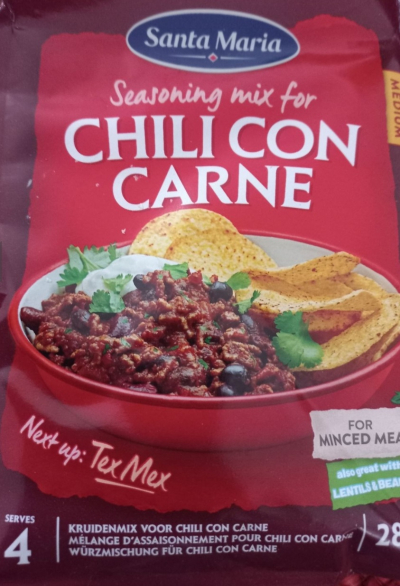 Santa Maria
Seasoning mix for
CHILI CON
CARNE
MEDIUM
Next up: Tex Mex
FOR
MINCED MEA
also great with
LENTILS & BEA
SERVES
4
KRUIDENMIX VOOR CHILI CON CARNE
MÉLANGE D'ASSAISONNEMENT POUR CHILI CON CARNE
WÜRZMISCHUNG FÜR CHILI CON CARNE
28